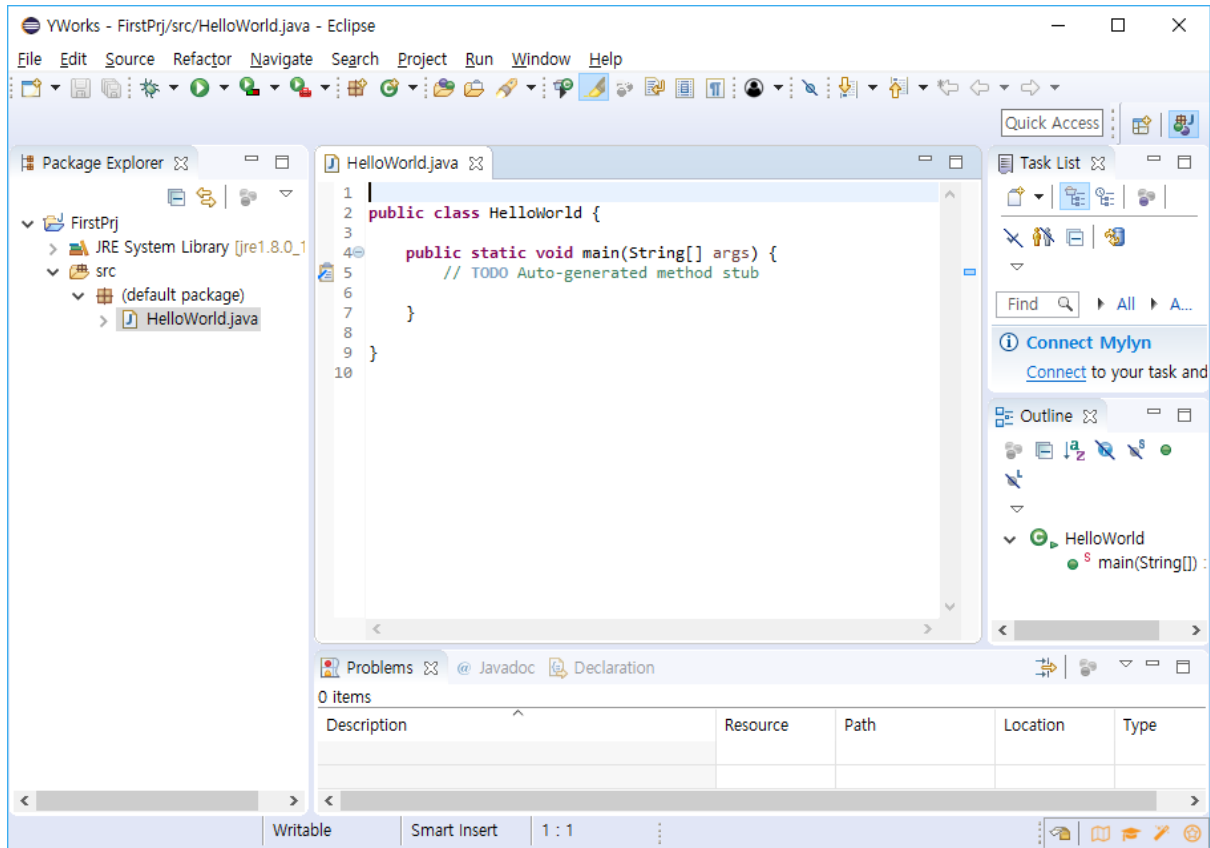 YWorks - FirstPrj/src/HelloWorld.java - Eclipse
File Edit Source Refactor Navigate Search Project Run Window Help
Quick Access
Package Explorer
FirstPrj
JRE System Library [jre1.8.0_1
src
(default package)
HelloWorld.java
HelloWorld.java
1
2 public class HelloWorld {
3
4 public static void main(String[] args) {
5 // TODO Auto-generated method stub
6
7 }
8
9 }
10
Task List
Find All A...
Connect Mylyn
Connect to your task and
Outline
HelloWorld
main(String[]) :
Problems @ Javadoc Declaration
0 items
Description Resource Path Location Type
Writable Smart Insert 1 : 1